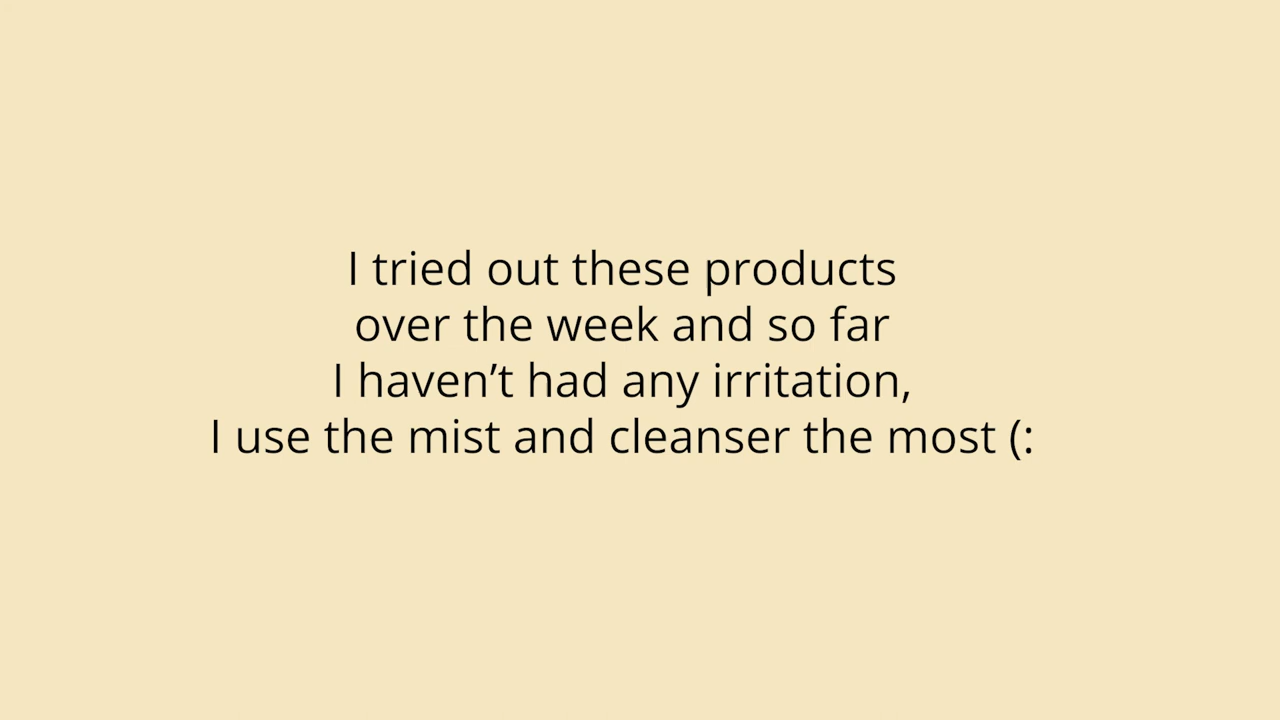 I tried out these products
over the week and so far
I haven’t had any irritation,
I use the mist and cleanser the most (: